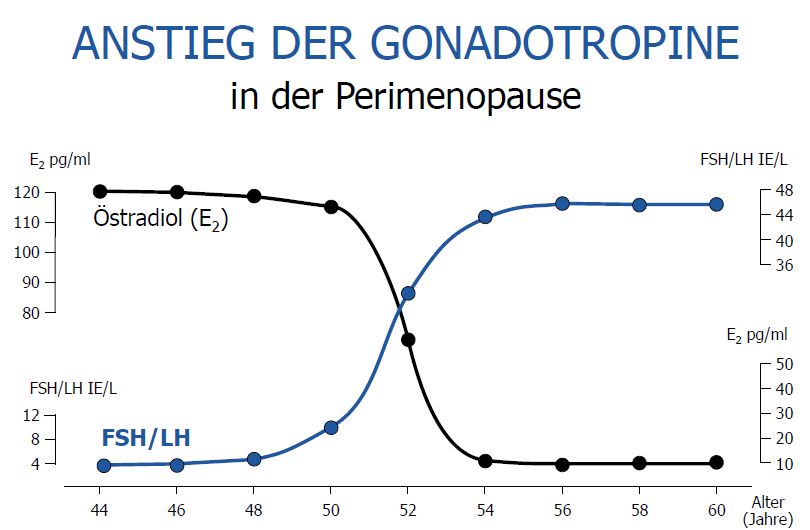 ANSTIEG DER GONADOTROPINE
in der Perimenopause
E₂ pg/ml
120
110
100
90
80
Östradiol (E₂)
FSH/LH IE/L
48
44
40
36
FSH/LH IE/L
12
8
4
FSH/LH
E₂ pg/ml
50
40
30
20
10
44 46 48 50 52 54 56 58 60 Alter
(Jahre)